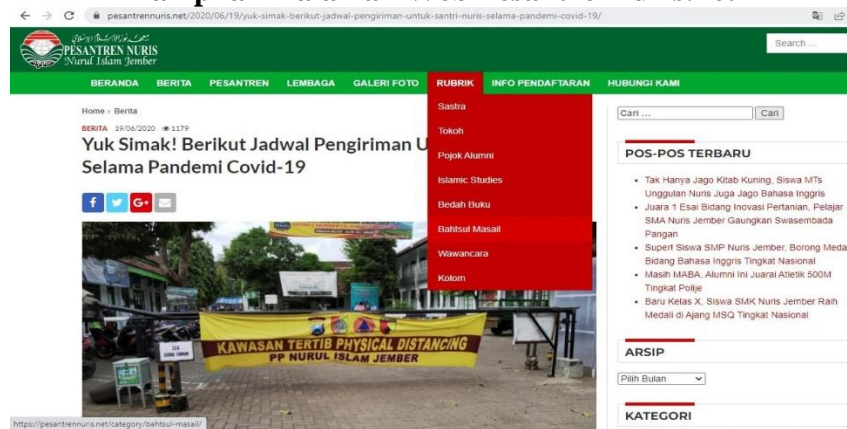 pesantrennuris.net/2020/06/19/yuk-simak-berikut-jadwal-pengiriman-untuk-santri-nuris-selama-pandemi-covid-19/
PESANTREN NURIS
Nurul Islam Jember
Search ...
BERANDA BERITA PESANTREN LEMBAGA GALERI FOTO RUBRIK INFO PENDAFTARAN HUBUNGI KAMI
Sastra
Tokoh
Pojok Alumni
Islamic Studies
Bedah Buku
Bahtsul Masail
Wawancara
Kolom
Home › Berita
BERITA 19/06/2020 1179
Yuk Simak! Berikut Jadwal Pengiriman U
Selama Pandemi Covid-19
f G+
KAWASAN TERTIB PHYSICAL DISTANCING
PP NURUL ISLAM JEMBER
Cari ... Cari
POS-POS TERBARU
Tak Hanya Jago Kitab Kuning, Siswa MTs
Unggulan Nuris Juga Jago Bahasa Inggris
Juara 1 Esai Bidang Inovasi Pertanian, Pelajar
SMA Nuris Jember Gaungkan Swasembada
Pangan
Super! Siswa SMP Nuris Jember, Borong Meda
Bidang Bahasa Inggris Tingkat Nasional
Masih MABA, Alumni Ini Juarai Atletik 500M
Tingkat Polije
Baru Kelas X, Siswa SMK Nuris Jember Raih
Medali di Ajang MSQ Tingkat Nasional
ARSIP
Pilih Bulan
KATEGORI
https://pesantrennuris.net/category/bahtsul-masail/